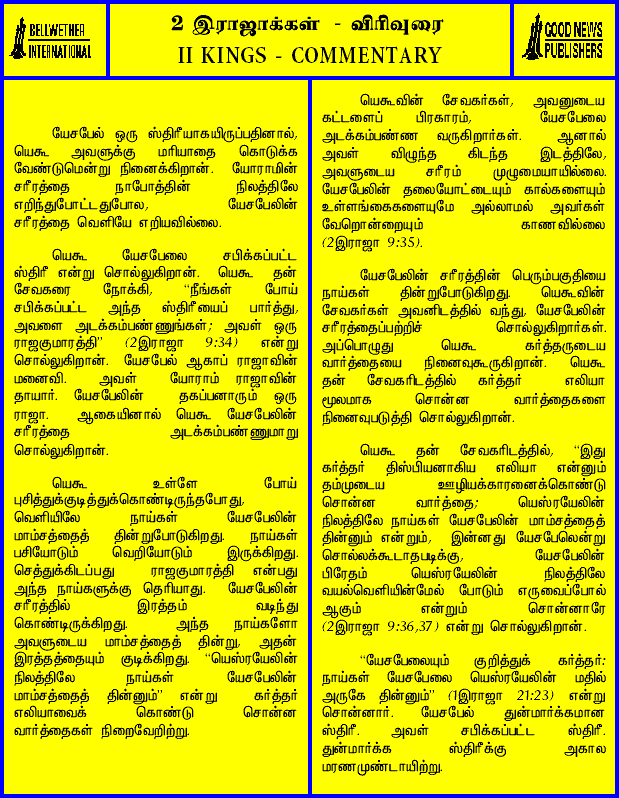 BELLWETHER
INTERNATIONAL
2 இராஜாக்கள் - விரிவுரை
II KINGS - COMMENTARY
GOOD NEWS
PUBLISHERS
யேசபேல் ஒரு ஸ்திரீயாகயிருப்பதினால்,
யெகூ அவளுக்கு மரியாதை கொடுக்க
வேண்டுமென்று நினைக்கிறான். யோராமின்
சரீரத்தை நாபோத்தின் நிலத்திலே
எறிந்துபோட்டதுபோல, யேசபேலின்
சரீரத்தை வெளியே எறியவில்லை.
யெகூ யேசபேலை சபிக்கப்பட்ட
ஸ்திரீ என்று சொல்லுகிறான். யெகூ தன்
சேவகரை நோக்கி, “நீங்கள் போய்
சபிக்கப்பட்ட அந்த ஸ்திரீயைப் பார்த்து,
அவளை அடக்கம்பண்ணுங்கள்; அவள் ஒரு
ராஜகுமாரத்தி” (2இராஜா 9:34) என்று
சொல்லுகிறான். யேசபேல் ஆகாப் ராஜாவின்
மனைவி. அவள் யோராம் ராஜாவின்
தாயார். யேசபேலின் தகப்பனாரும் ஒரு
ராஜா. ஆகையினால் யெகூ யேசபேலின்
சரீரத்தை அடக்கம்பண்ணுமாறு
சொல்லுகிறான்.
யெகூ உள்ளே போய்
புசித்துக்குடித்துக்கொண்டிருந்தபோது,
வெளியிலே நாய்கள் யேசபேலின்
மாம்சத்தைத் தின்றுபோடுகிறது. நாய்கள்
பசியோடும் வெறியோடும் இருக்கிறது.
செத்துக்கிடப்பது ராஜகுமாரத்தி என்பது
அந்த நாய்களுக்கு தெரியாது. யேசபேலின்
சரீரத்தில் இரத்தம் வடிந்து
கொண்டிருக்கிறது. அந்த நாய்களோ
அவளுடைய மாம்சத்தைத் தின்று, அதன்
இரத்தத்தையும் குடிக்கிறது. “யெஸ்ரயேலின்
நிலத்திலே நாய்கள் யேசபேலின்
மாம்சத்தைத் தின்னும்” என்று கர்த்தர்
எலியாவைக் கொண்டு சொன்ன
வார்த்தைகள் நிறைவேறிற்று.
யெகூவின் சேவகர்கள், அவனுடைய
கட்டளைப் பிரகாரம், யேசபேலை
அடக்கம்பண்ண வருகிறார்கள். ஆனால்
அவள் விழுந்த கிடந்த இடத்திலே,
அவளுடைய சரீரம் முழுமையாயில்லை.
யேசபேலின் தலையோட்டையும் கால்களையும்
உள்ளங்கைகளையுமே அல்லாமல் அவர்கள்
வேறொன்றையும் காணவில்லை
(2இராஜா 9:35).
யேசபேலின் சரீரத்தின் பெரும்பகுதியை
நாய்கள் தின்றுபோடுகிறது. யெகூவின்
சேவகர்கள் அவனிடத்தில் வந்து, யேசபேலின்
சரீரத்தைப்பற்றிச் சொல்லுகிறார்கள்.
அப்பொழுது யெகூ கர்த்தருடைய
வார்த்தையை நினைவுகூருகிறான். யெகூ
தன் சேவகரிடத்தில் கர்த்தர் எலியா
மூலமாக சொன்ன வார்த்தைகளை
நினைவுபடுத்தி சொல்லுகிறான்.
யெகூ தன் சேவகரிடத்தில், “இது
கர்த்தர் திஸ்பியனாகிய எலியா என்னும்
தம்முடைய ஊழியக்காரனைக்கொண்டு
சொன்ன வார்த்தை; யெஸ்ரயேலின்
நிலத்திலே நாய்கள் யேசபேலின் மாம்சத்தைத்
தின்னும் என்றும், இன்னது யேசபேலென்று
சொல்லக்கூடாதபடிக்கு, யேசபேலின்
பிரேதம் யெஸ்ரயேலின் நிலத்திலே
வயல்வெளியின்மேல் போடும் எருவைப்போல்
ஆகும் என்றும் சொன்னாரே
(2இராஜா 9:36,37) என்று சொல்லுகிறான்.
“யேசபேலையும் குறித்துக் கர்த்தர்:
நாய்கள் யேசபேலை யெஸ்ரயேலின் மதில்
அருகே தின்னும்” (1இராஜா 21:23) என்று
சொன்னார். யேசபேல் துன்மார்க்கமான
ஸ்திரீ. அவள் சபிக்கப்பட்ட ஸ்திரீ.
துன்மார்க்க ஸ்திரீக்கு அகால
மரணமுண்டாயிற்று.